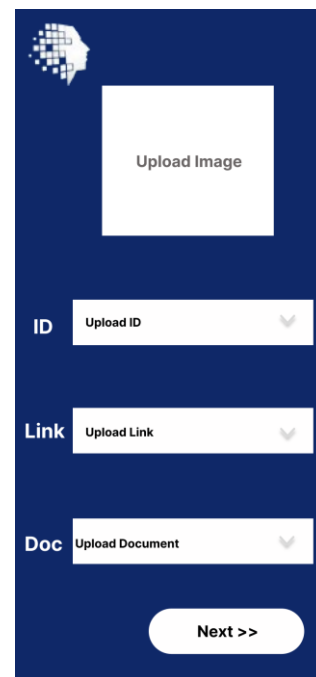 Upload Image
ID Upload ID
Link Upload Link
Doc Upload Document
Next >>